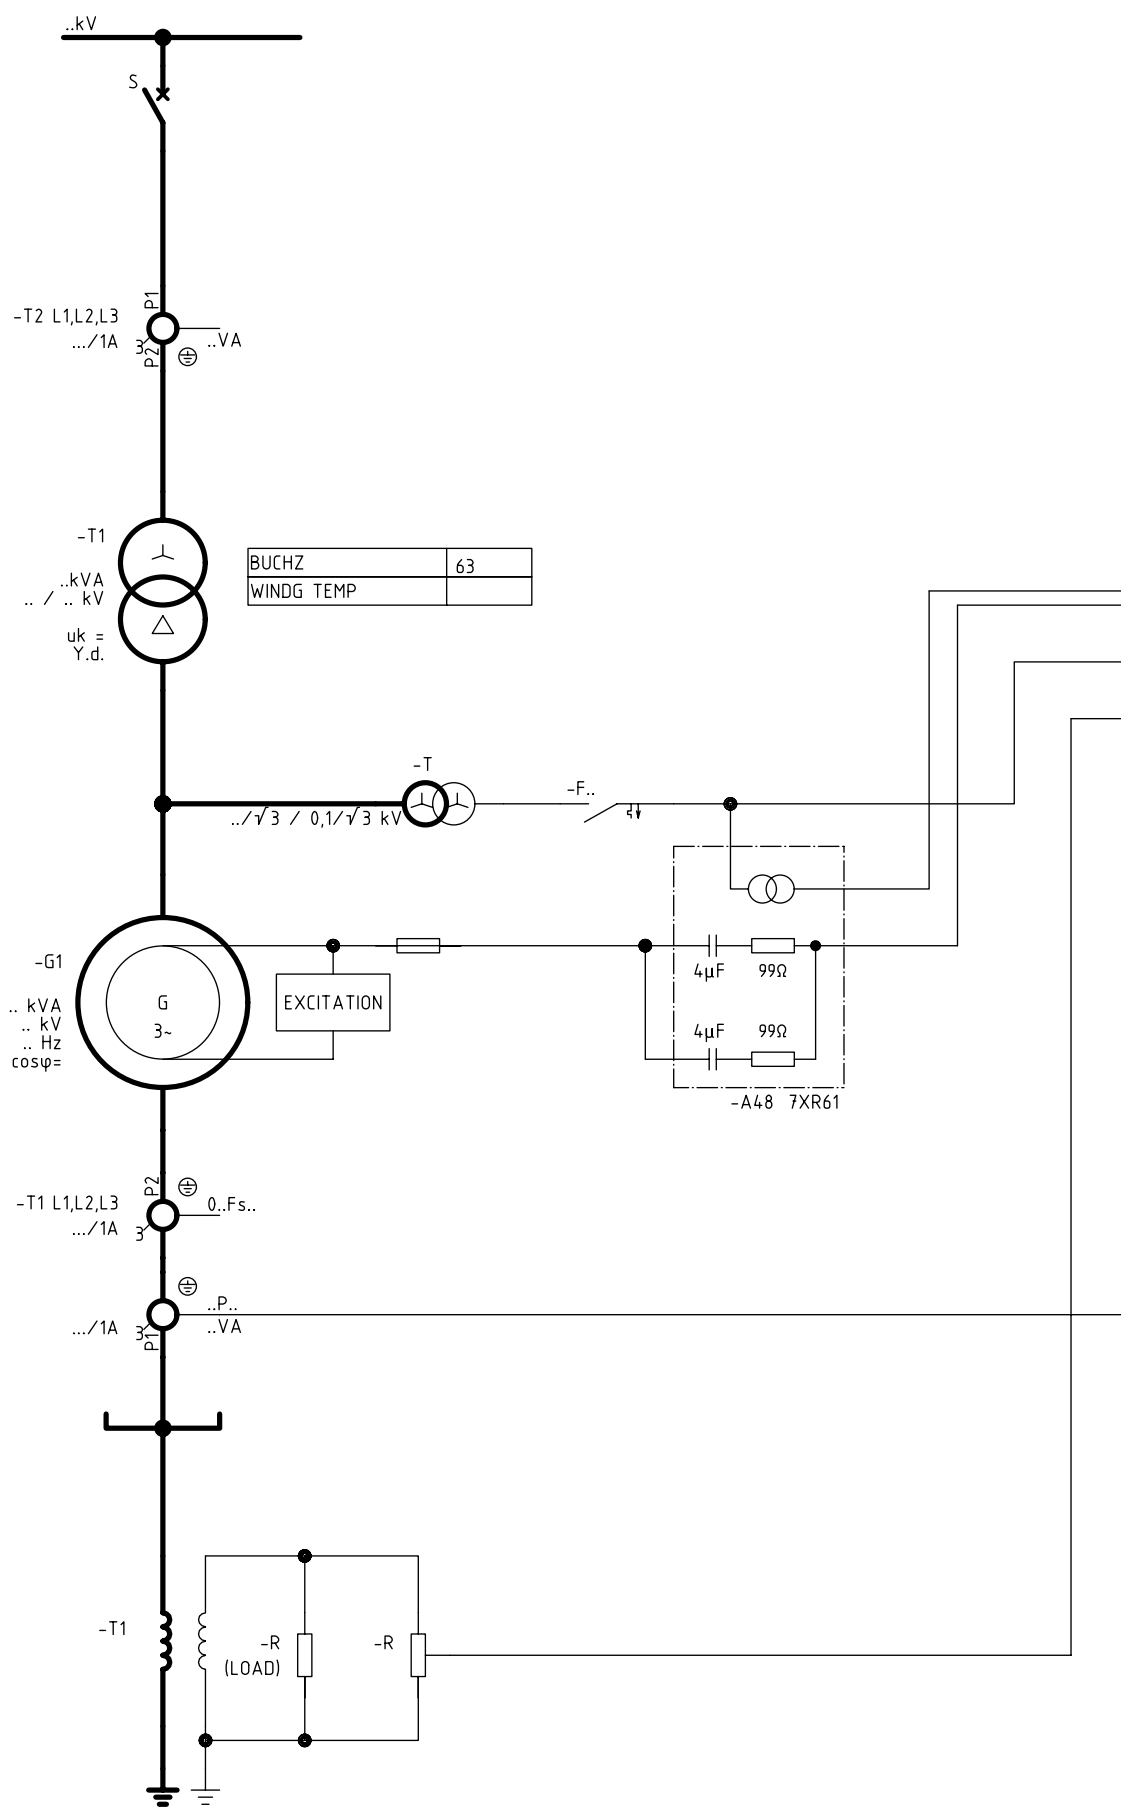 ..kV
S
P1
-T2 L1,L2,L3
.../1A
3
P2
..VA
-T1
..kVA
.. / .. kV
uk =
Y.d.
BUCHZ 63
WINDG TEMP
-T
-F..
../√3 / 0,1/√3 kV
-G1
.. kVA
.. kV
.. Hz
cosφ=
G
3~
EXCITATION
4µF 99Ω
4µF 99Ω
-A48 7XR61
P2
-T1 L1,L2,L3
.../1A
3
0..Fs..
..P..
..VA
.../1A
3
P1
-T1
-R
(LOAD)
-R